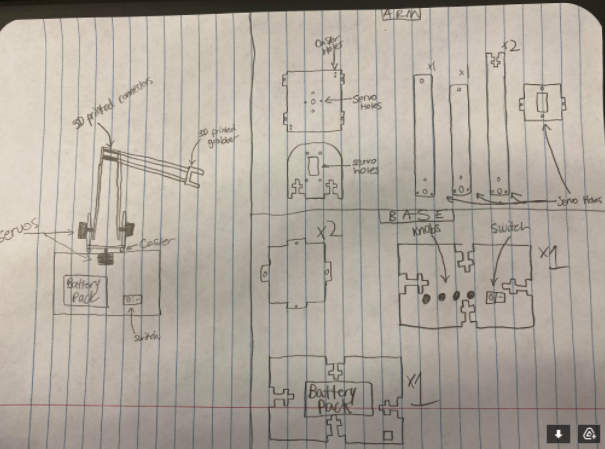 ARM
Caster
Holes
Servo
Holes
servo
holes
x1
x1
x2
Servo Holes
3D printed connectors
3D printed
grabber
Servos
Caster
Battery
Pack
Switch
BASE
x2
Knobs
Switch
x1
Battery
Pack
x1